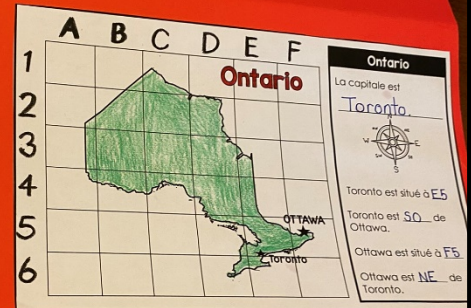 A B C D E F
1
2
3
4
5
6
Ontario
OTTAWA
Toronto
Ontario
La capitale est
Toronto.
N
W E
S
Toronto est situé à E5
Toronto est SO de
Ottawa.
Ottawa est situé à F5
Ottawa est NE de
Toronto.